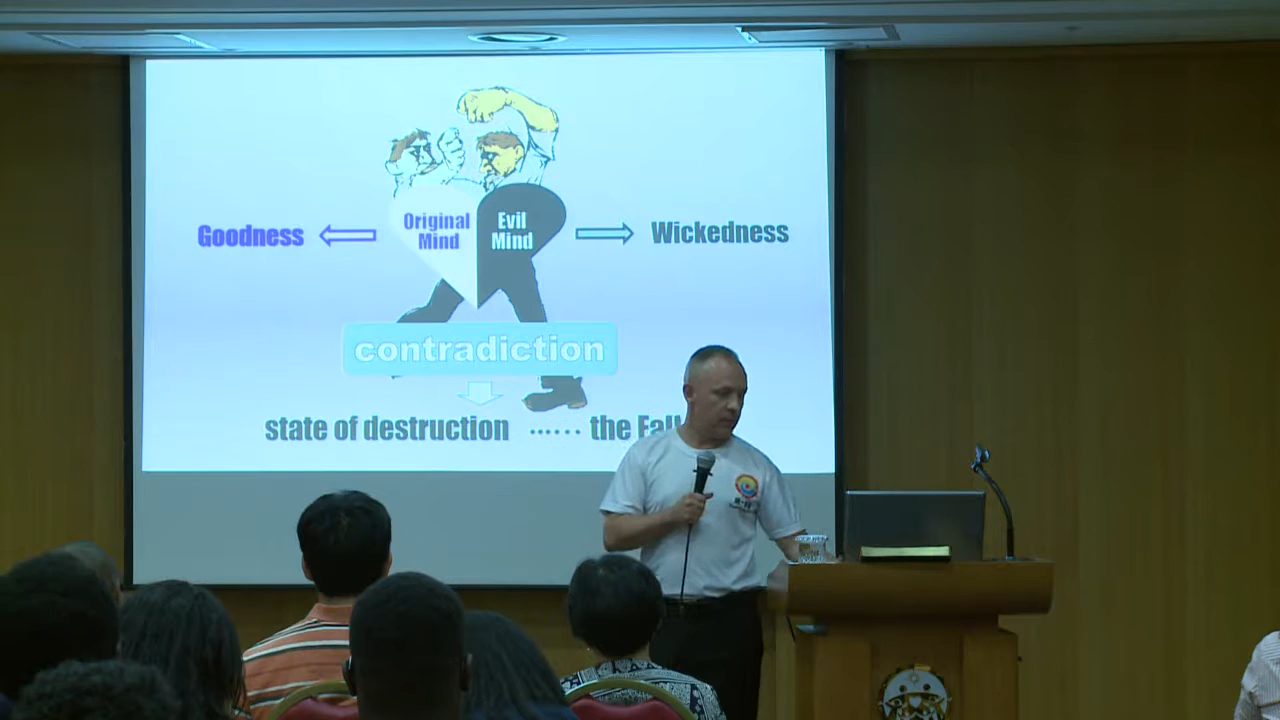 Goodness
Original
Mind
Evil
Mind
Wickedness
contradiction
state of destruction ...... the Fall